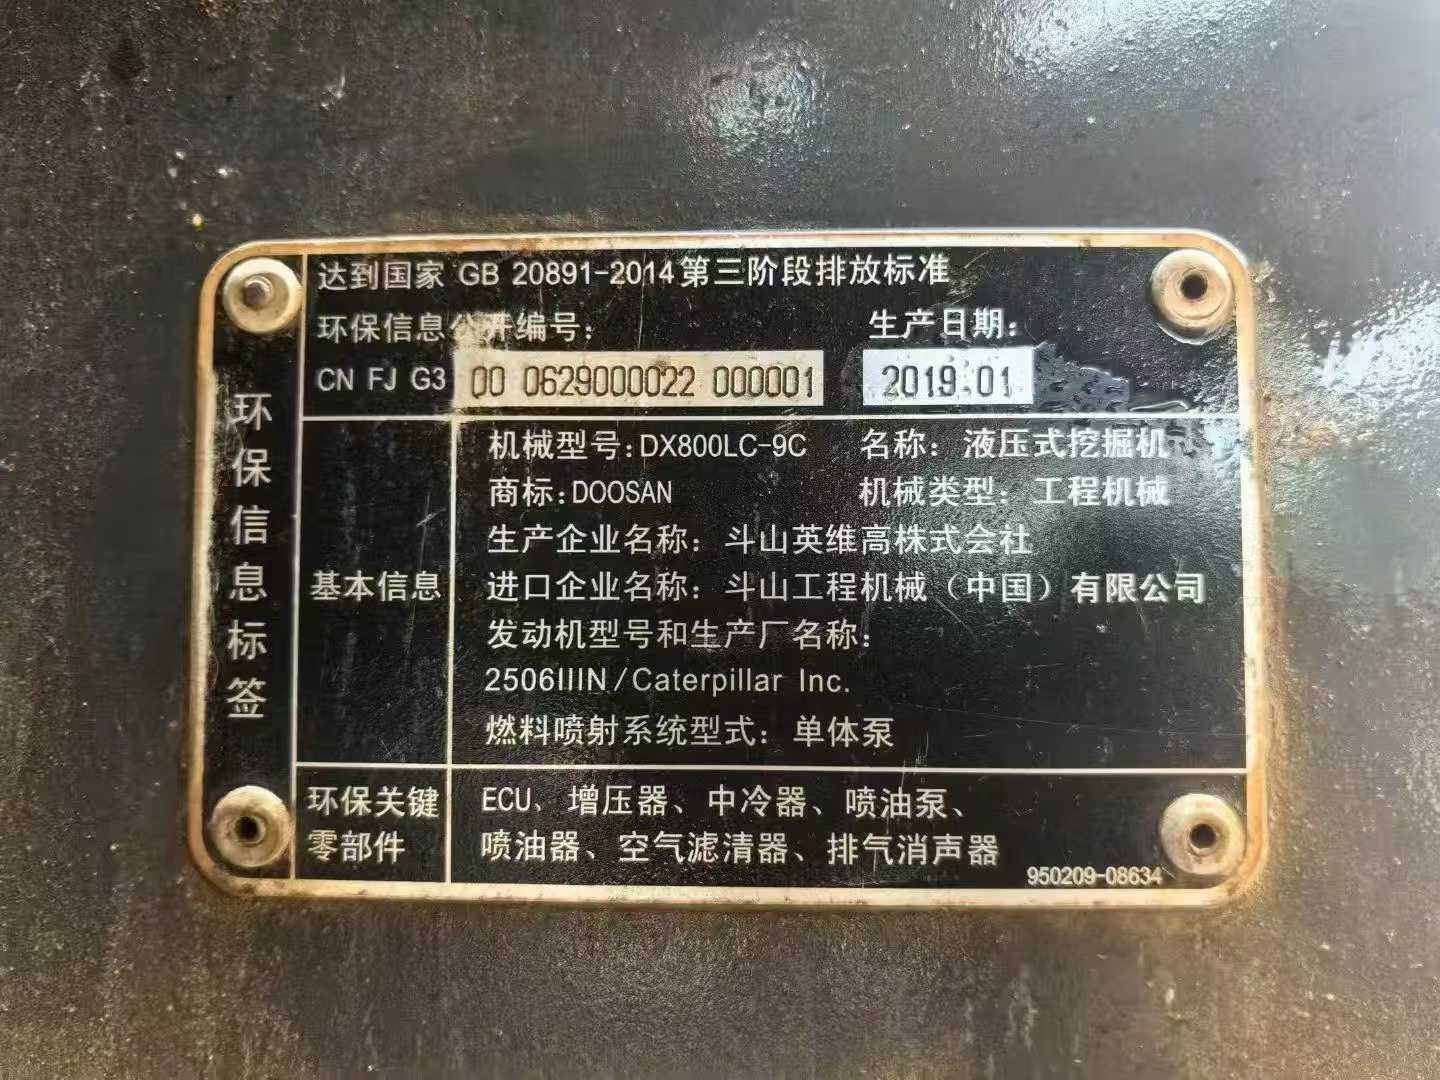 环保信息标签
达到国家 GB 20891-2014第三阶段排放标准
环保信息公开编号： 生产日期：
CN FJ G3 00 0629000022 000001 2019.01
基本信息
机械型号：DX800LC-9C 名称：液压式挖掘机
商标：DOOSAN 机械类型：工程机械
生产企业名称：斗山英维高株式会社
进口企业名称：斗山工程机械（中国）有限公司
发动机型号和生产厂名称：
2506IIIN/Caterpillar Inc.
燃料喷射系统型式：单体泵
环保关键
零部件
ECU、增压器、中冷器、喷油泵、
喷油器、空气滤清器、排气消声器
950209-08634